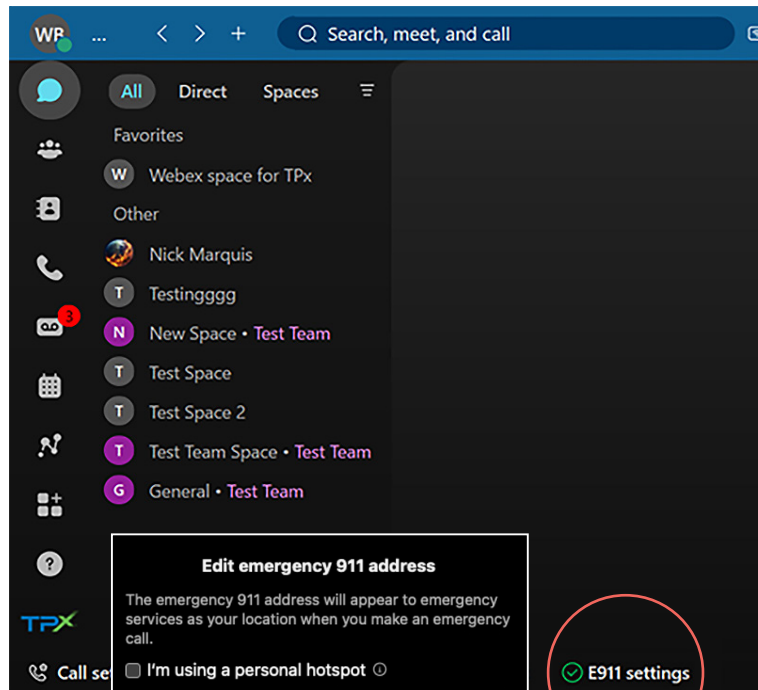 WR ... Search, meet, and call
All Direct Spaces
Favorites
W Webex space for TPx
Other
Nick Marquis
T Testingggg
3
N New Space • Test Team
T Test Space
T Test Space 2
T Test Team Space • Test Team
G General • Test Team
?
Edit emergency 911 address
The emergency 911 address will appear to emergency
services as your location when you make an emergency
call.
TPX
Call se
I'm using a personal hotspot
E911 settings